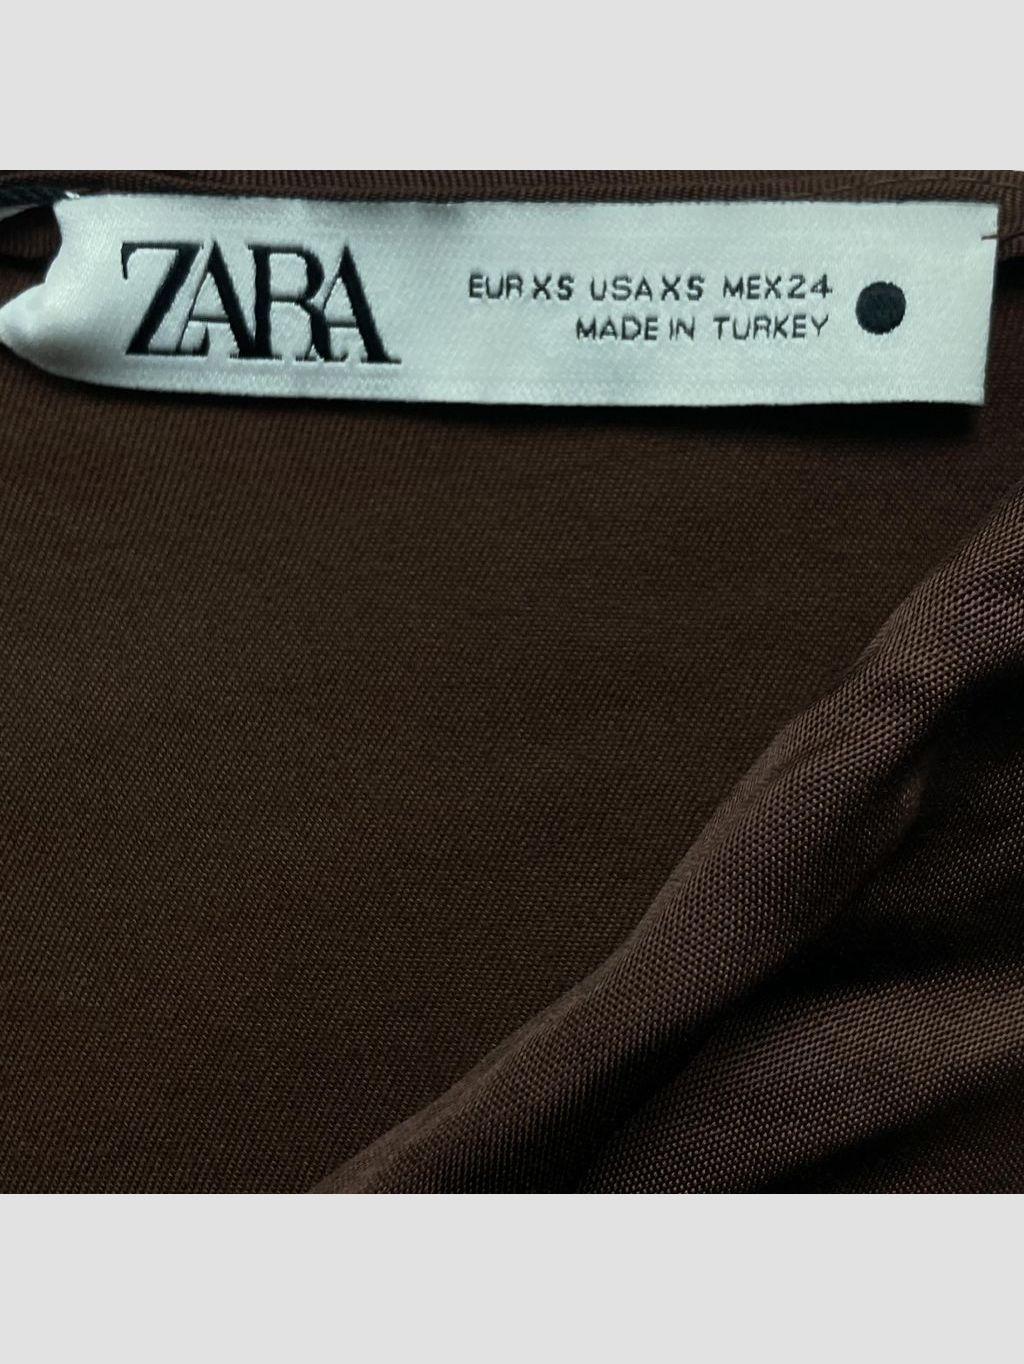 ZARA
EUR XS USA XS MEX 24
MADE IN TURKEY